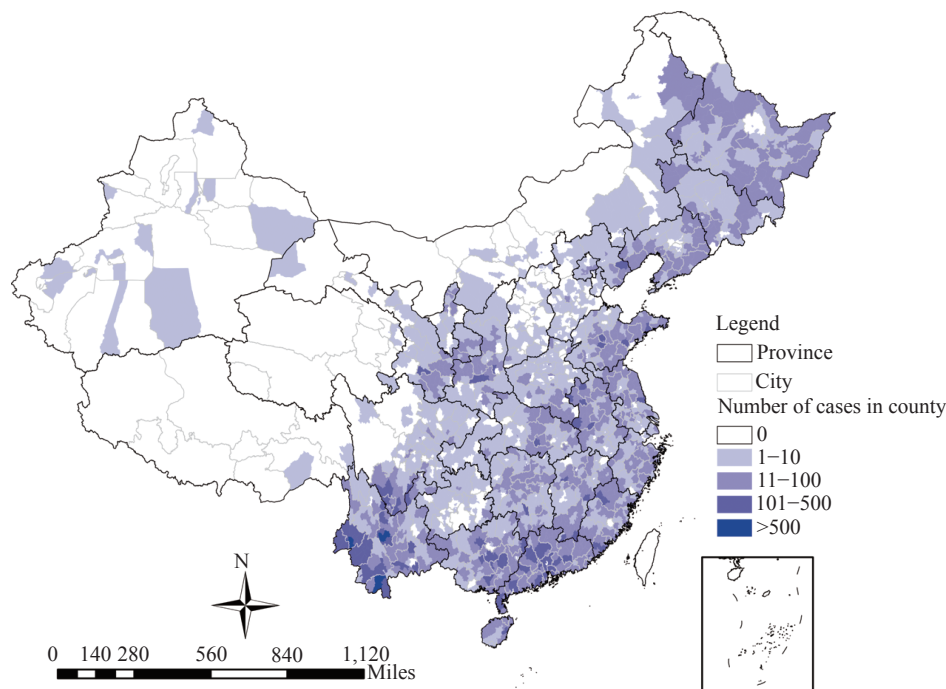 Legend
Province
City
Number of cases in county
0
1−10
11−100
101−500
>500
N
0 140 280 560 840 1,120
Miles